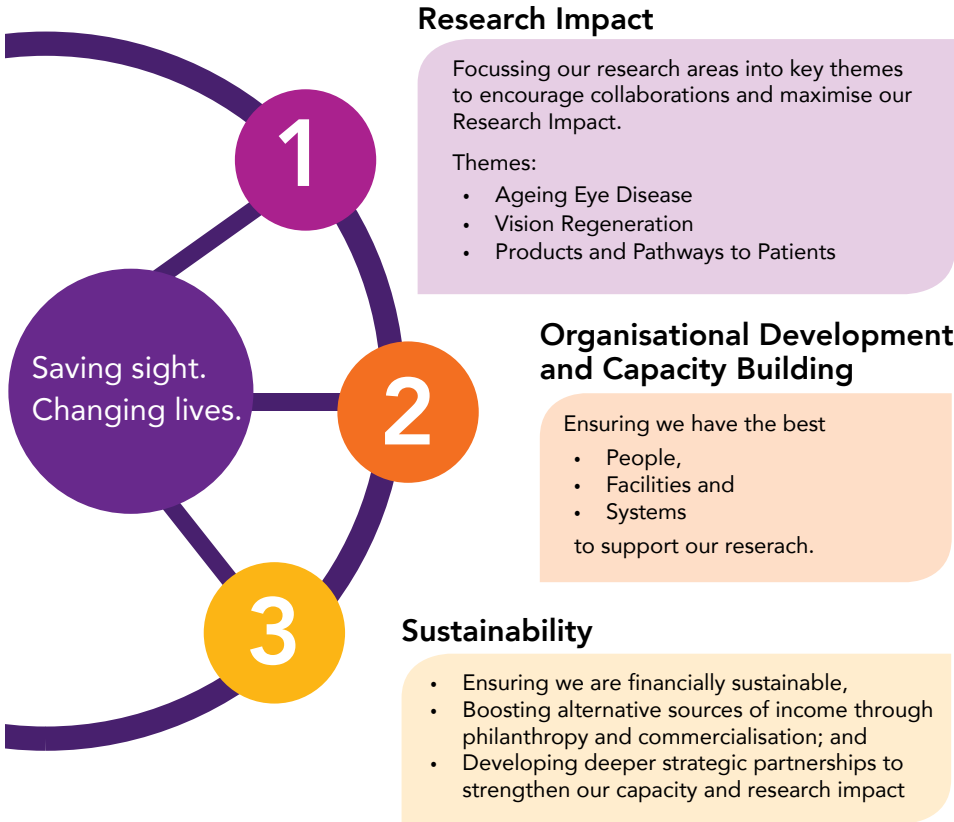 Research Impact
Focussing our research areas into key themes
to encourage collaborations and maximise our
Research Impact.
Themes:
• Ageing Eye Disease
• Vision Regeneration
• Products and Pathways to Patients
1
Saving sight.
Changing lives.
2
Organisational Development
and Capacity Building
Ensuring we have the best
• People,
• Facilities and
• Systems
to support our reserach.
3
Sustainability
• Ensuring we are financially sustainable,
• Boosting alternative sources of income through
philanthropy and commercialisation; and
• Developing deeper strategic partnerships to
strengthen our capacity and research impact